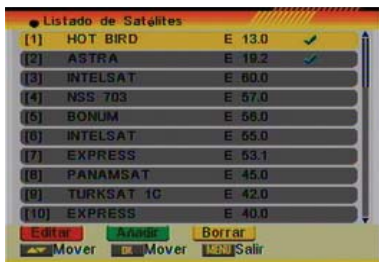 Listado de Satélites
[1] HOT BIRD E 13.0
[2] ASTRA E 19.2
[3] INTELSAT E 60.0
[4] NSS 703 E 57.0
[5] BONUM E 56.0
[6] INTELSAT E 55.0
[7] EXPRESS E 53.1
[8] PANAMSAT E 45.0
[9] TURKSAT 1C E 42.0
[10] EXPRESS E 40.0
Editar Añadir Borrar
Mover OK Mover MENU Salir